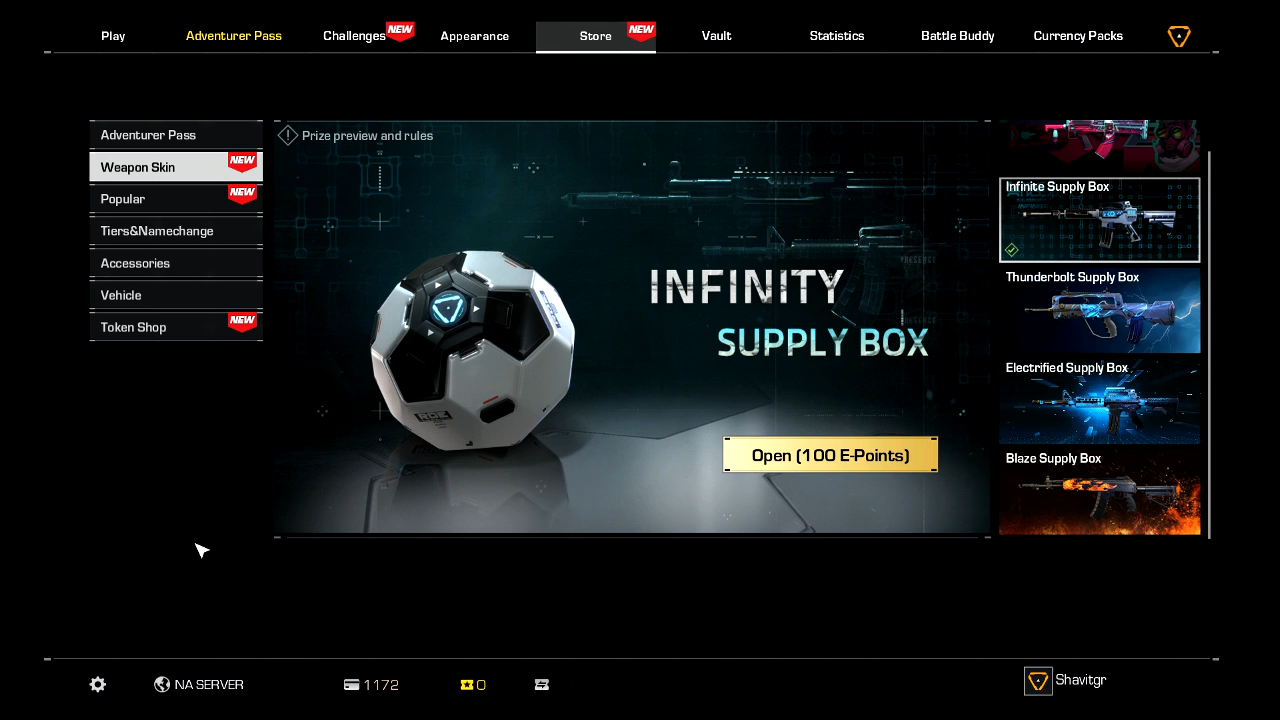 Play
Adventurer Pass
Challenges NEW
Appearance
Store NEW
Vault
Statistics
Battle Buddy
Currency Packs
Adventurer Pass
Weapon Skin NEW
Popular NEW
Tiers&Namechange
Accessories
Vehicle
Token Shop NEW
Prize preview and rules
INFINITY
SUPPLY BOX
Open (100 E-Points)
Infinite Supply Box
Thunderbolt Supply Box
Electrified Supply Box
Blaze Supply Box
NA SERVER
1172
0
Shavitgr